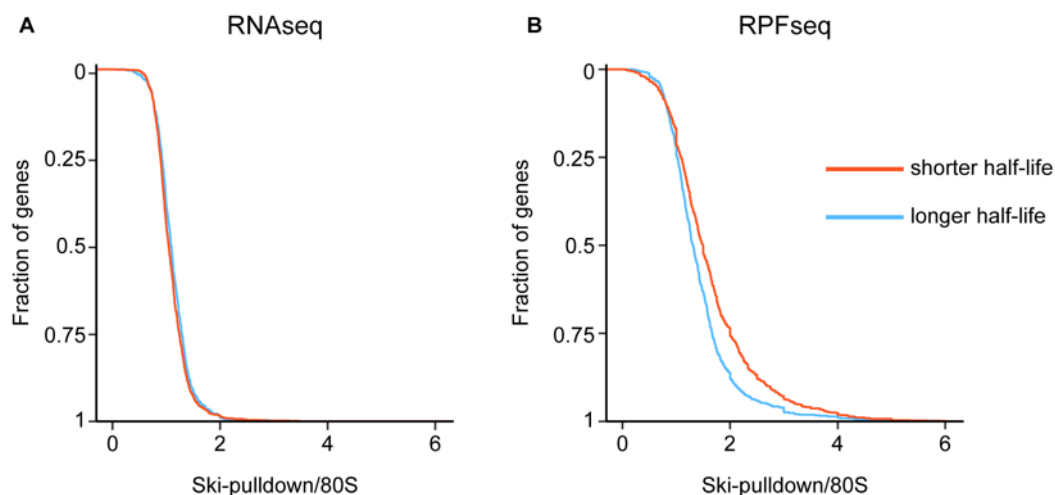 A
RNAseq
Fraction of genes
0
0.25
0.5
0.75
1
0
2
4
6
Ski-pulldown/80S
B
RPFseq
Fraction of genes
0
0.25
0.5
0.75
1
0
2
4
6
Ski-pulldown/80S
shorter half-life
longer half-life